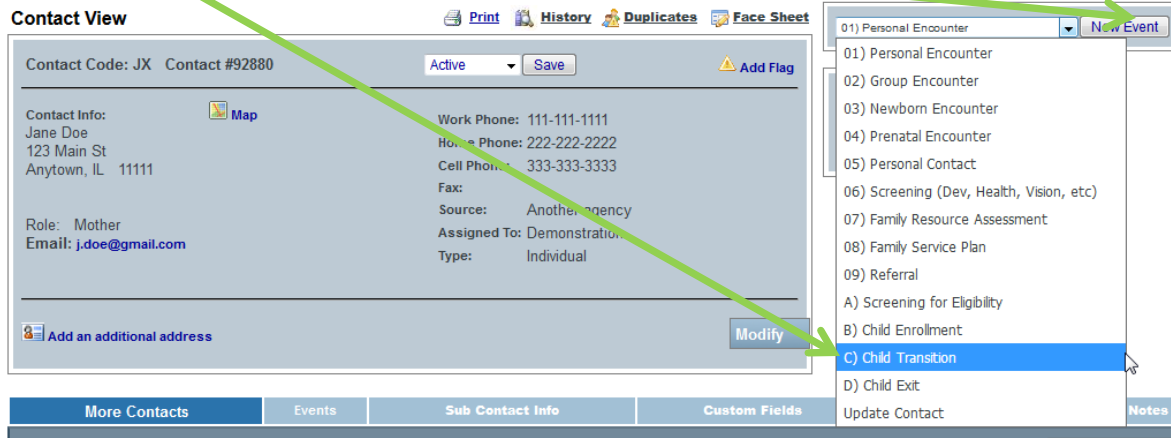 Contact View
Print History Duplicates Face Sheet
Contact Code: JX Contact #92880
Active Save
Add Flag
Contact Info:
Map
Jane Doe
123 Main St
Anytown, IL 11111
Role: Mother
Email: j.doe@gmail.com
Work Phone: 111-111-1111
Home Phone: 222-222-2222
Cell Phone: 333-333-3333
Fax:
Source: Another agency
Assigned To: Demonstration
Type: Individual
Add an additional address
Modify
More Contacts Events Sub Contact Info Custom Fields Notes
01) Personal Encounter New Event
01) Personal Encounter
02) Group Encounter
03) Newborn Encounter
04) Prenatal Encounter
05) Personal Contact
06) Screening (Dev, Health, Vision, etc)
07) Family Resource Assessment
08) Family Service Plan
09) Referral
A) Screening for Eligibility
B) Child Enrollment
C) Child Transition
D) Child Exit
Update Contact